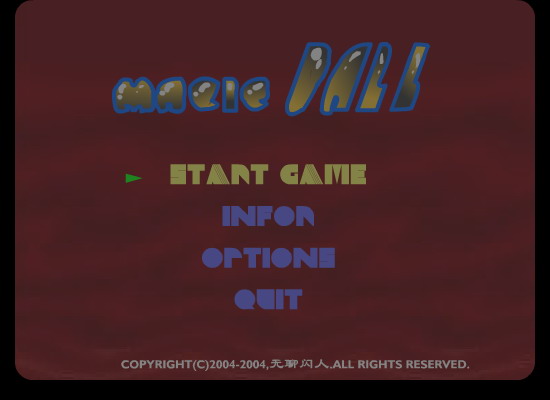 MAGIC BALL
START GAME
INFOR
OPTIONS
QUIT
COPYRIGHT(C)2004-2004,无聊闪人.ALL RIGHTS RESERVED.